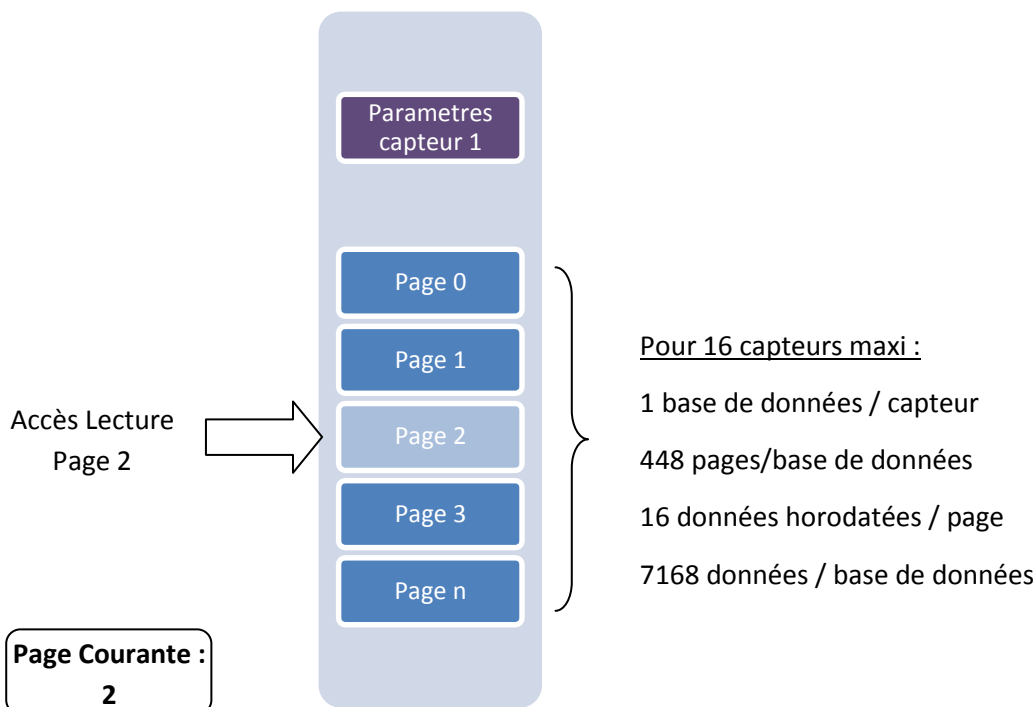 Parametres
capteur 1
Page 0
Page 1
Page 2
Page 3
Page n
Accès Lecture
Page 2
Pour 16 capteurs maxi :
1 base de données / capteur
448 pages/base de données
16 données horodatées / page
7168 données / base de données
Page Courante :
2